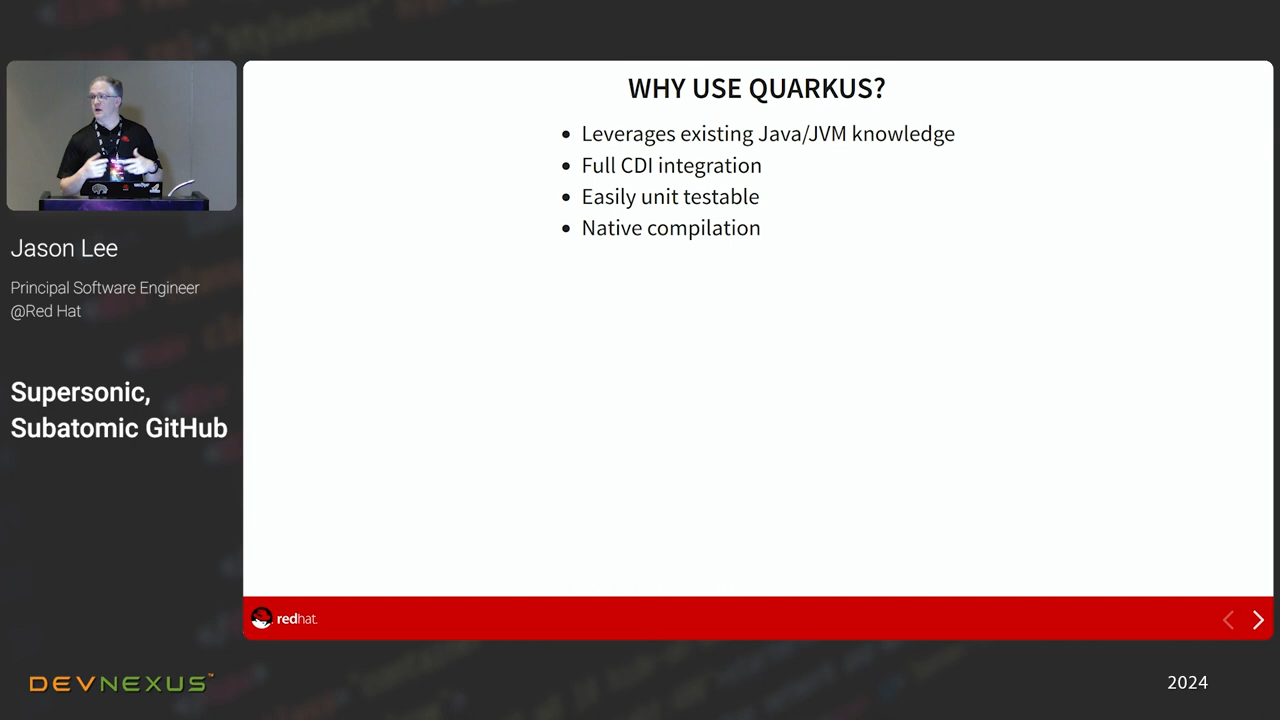 Jason Lee
Principal Software Engineer
@Red Hat
Supersonic,
Subatomic GitHub
WHY USE QUARKUS?
Leverages existing Java/JVM knowledge
Full CDI integration
Easily unit testable
Native compilation
redhat.
DEVNEXUS™
2024